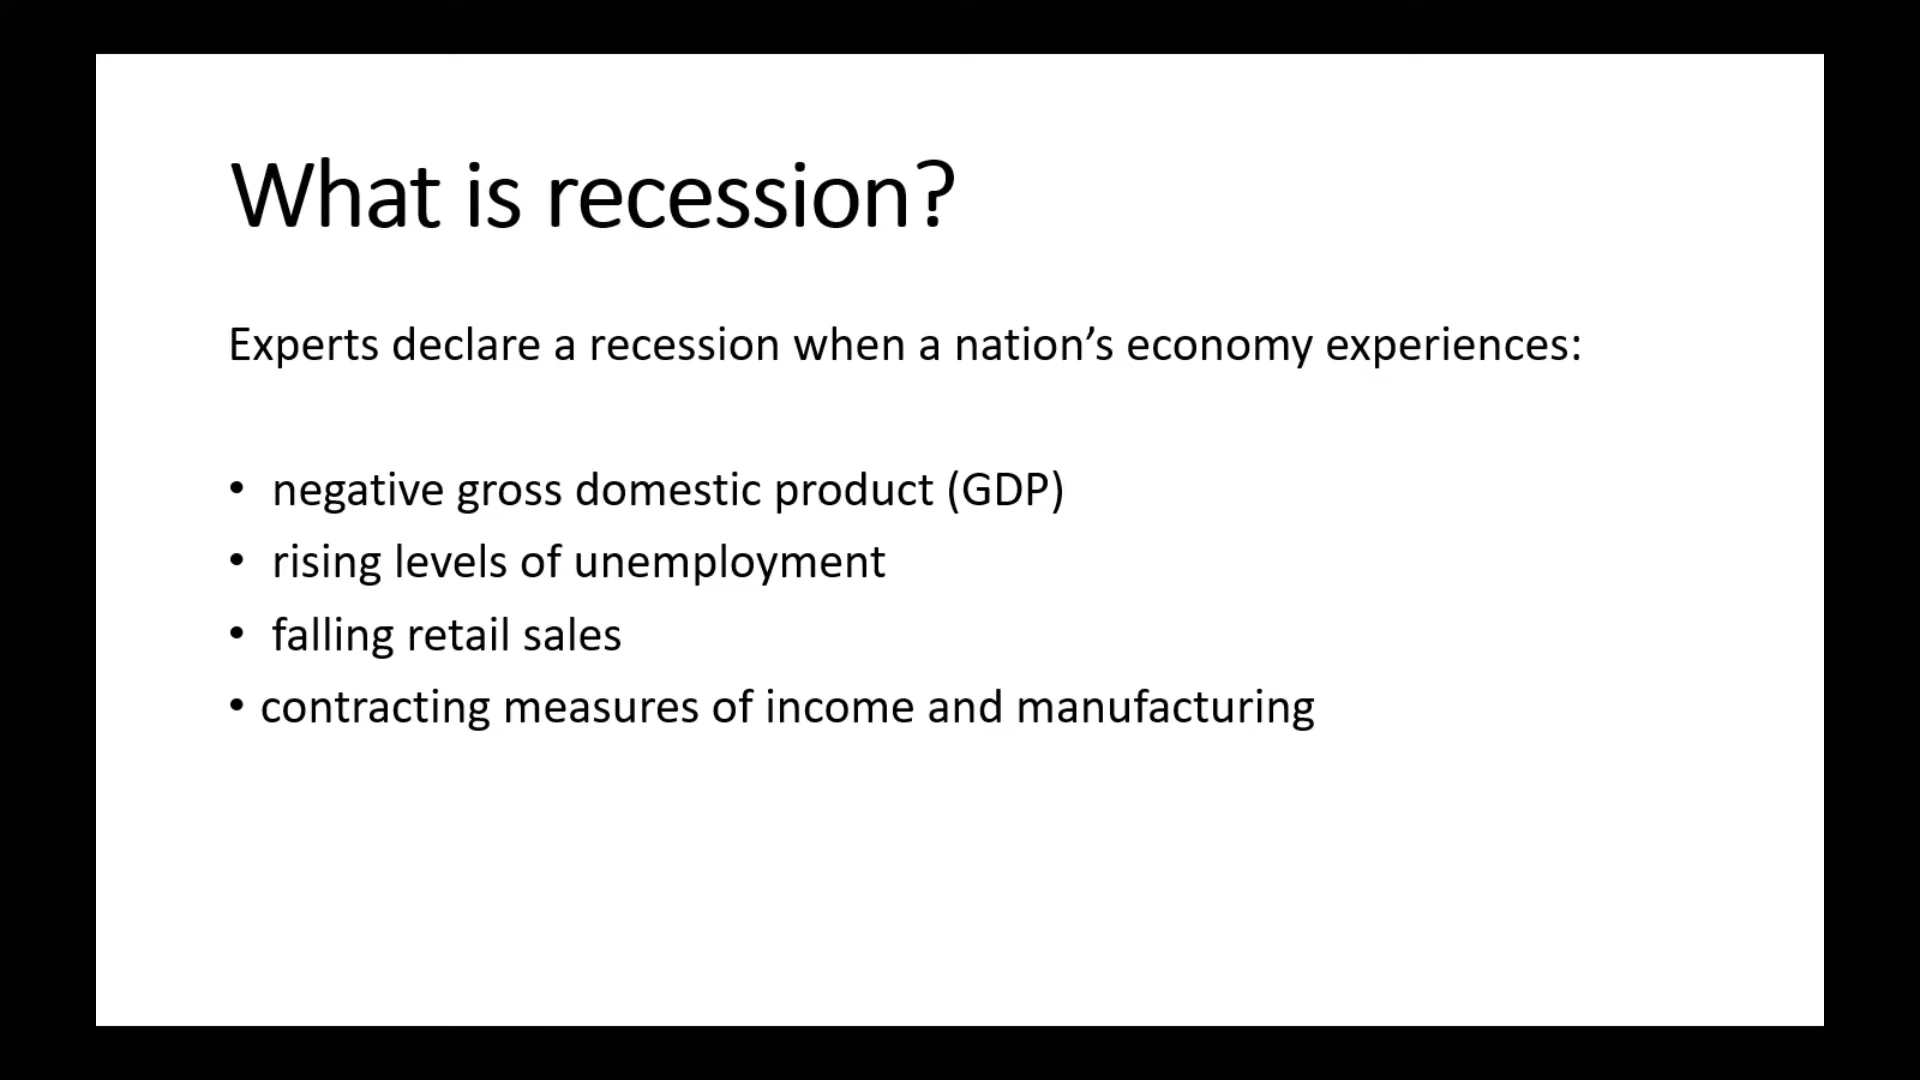 What is recession?
Experts declare a recession when a nation’s economy experiences:
• negative gross domestic product (GDP)
• rising levels of unemployment
• falling retail sales
• contracting measures of income and manufacturing